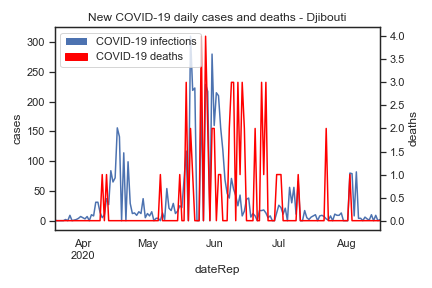 New COVID-19 daily cases and deaths - Djibouti
COVID-19 infections
COVID-19 deaths
cases
300
250
200
150
100
50
0
deaths
4.0
3.5
3.0
2.5
2.0
1.5
1.0
0.5
0.0
Apr
2020
May
Jun
Jul
Aug
dateRep